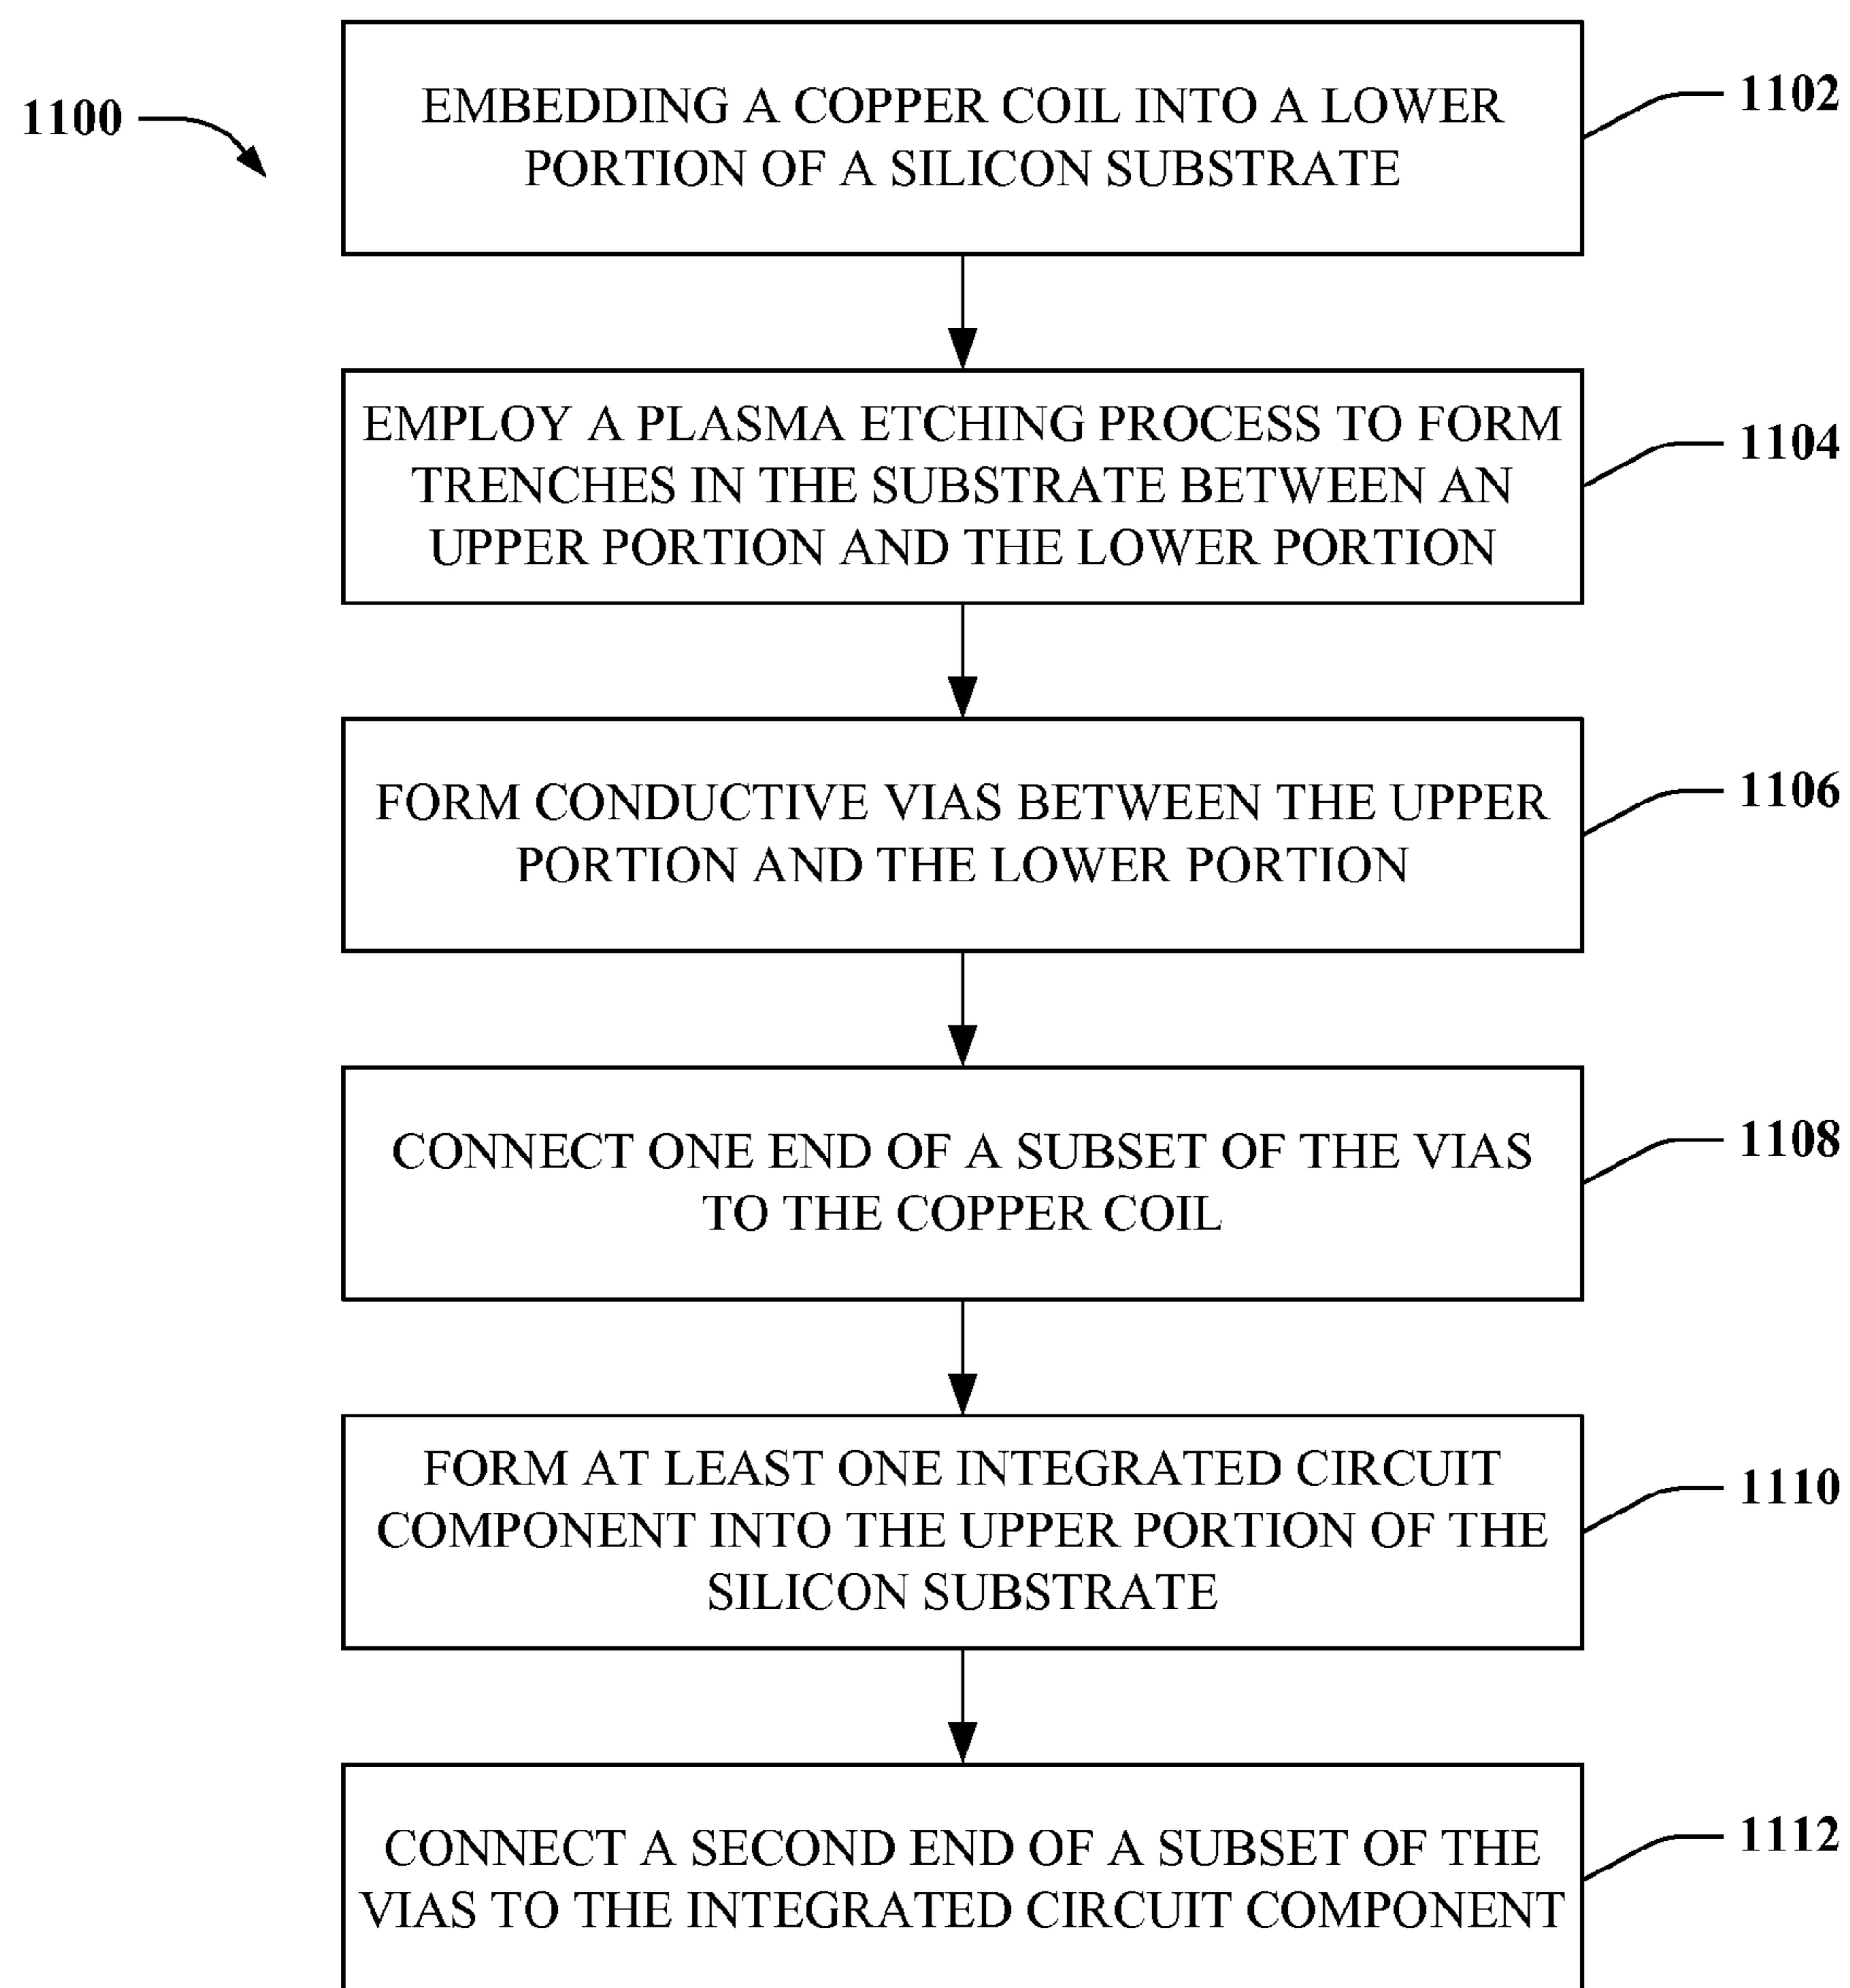 1100
EMBEDDING A COPPER COIL INTO A LOWER
PORTION OF A SILICON SUBSTRATE
1102
EMPLOY A PLASMA ETCHING PROCESS TO FORM
TRENCHES IN THE SUBSTRATE BETWEEN AN
UPPER PORTION AND THE LOWER PORTION
1104
FORM CONDUCTIVE VIAS BETWEEN THE UPPER
PORTION AND THE LOWER PORTION
1106
CONNECT ONE END OF A SUBSET OF THE VIAS
TO THE COPPER COIL
1108
FORM AT LEAST ONE INTEGRATED CIRCUIT
COMPONENT INTO THE UPPER PORTION OF THE
SILICON SUBSTRATE
1110
CONNECT A SECOND END OF A SUBSET OF THE
VIAS TO THE INTEGRATED CIRCUIT COMPONENT
1112